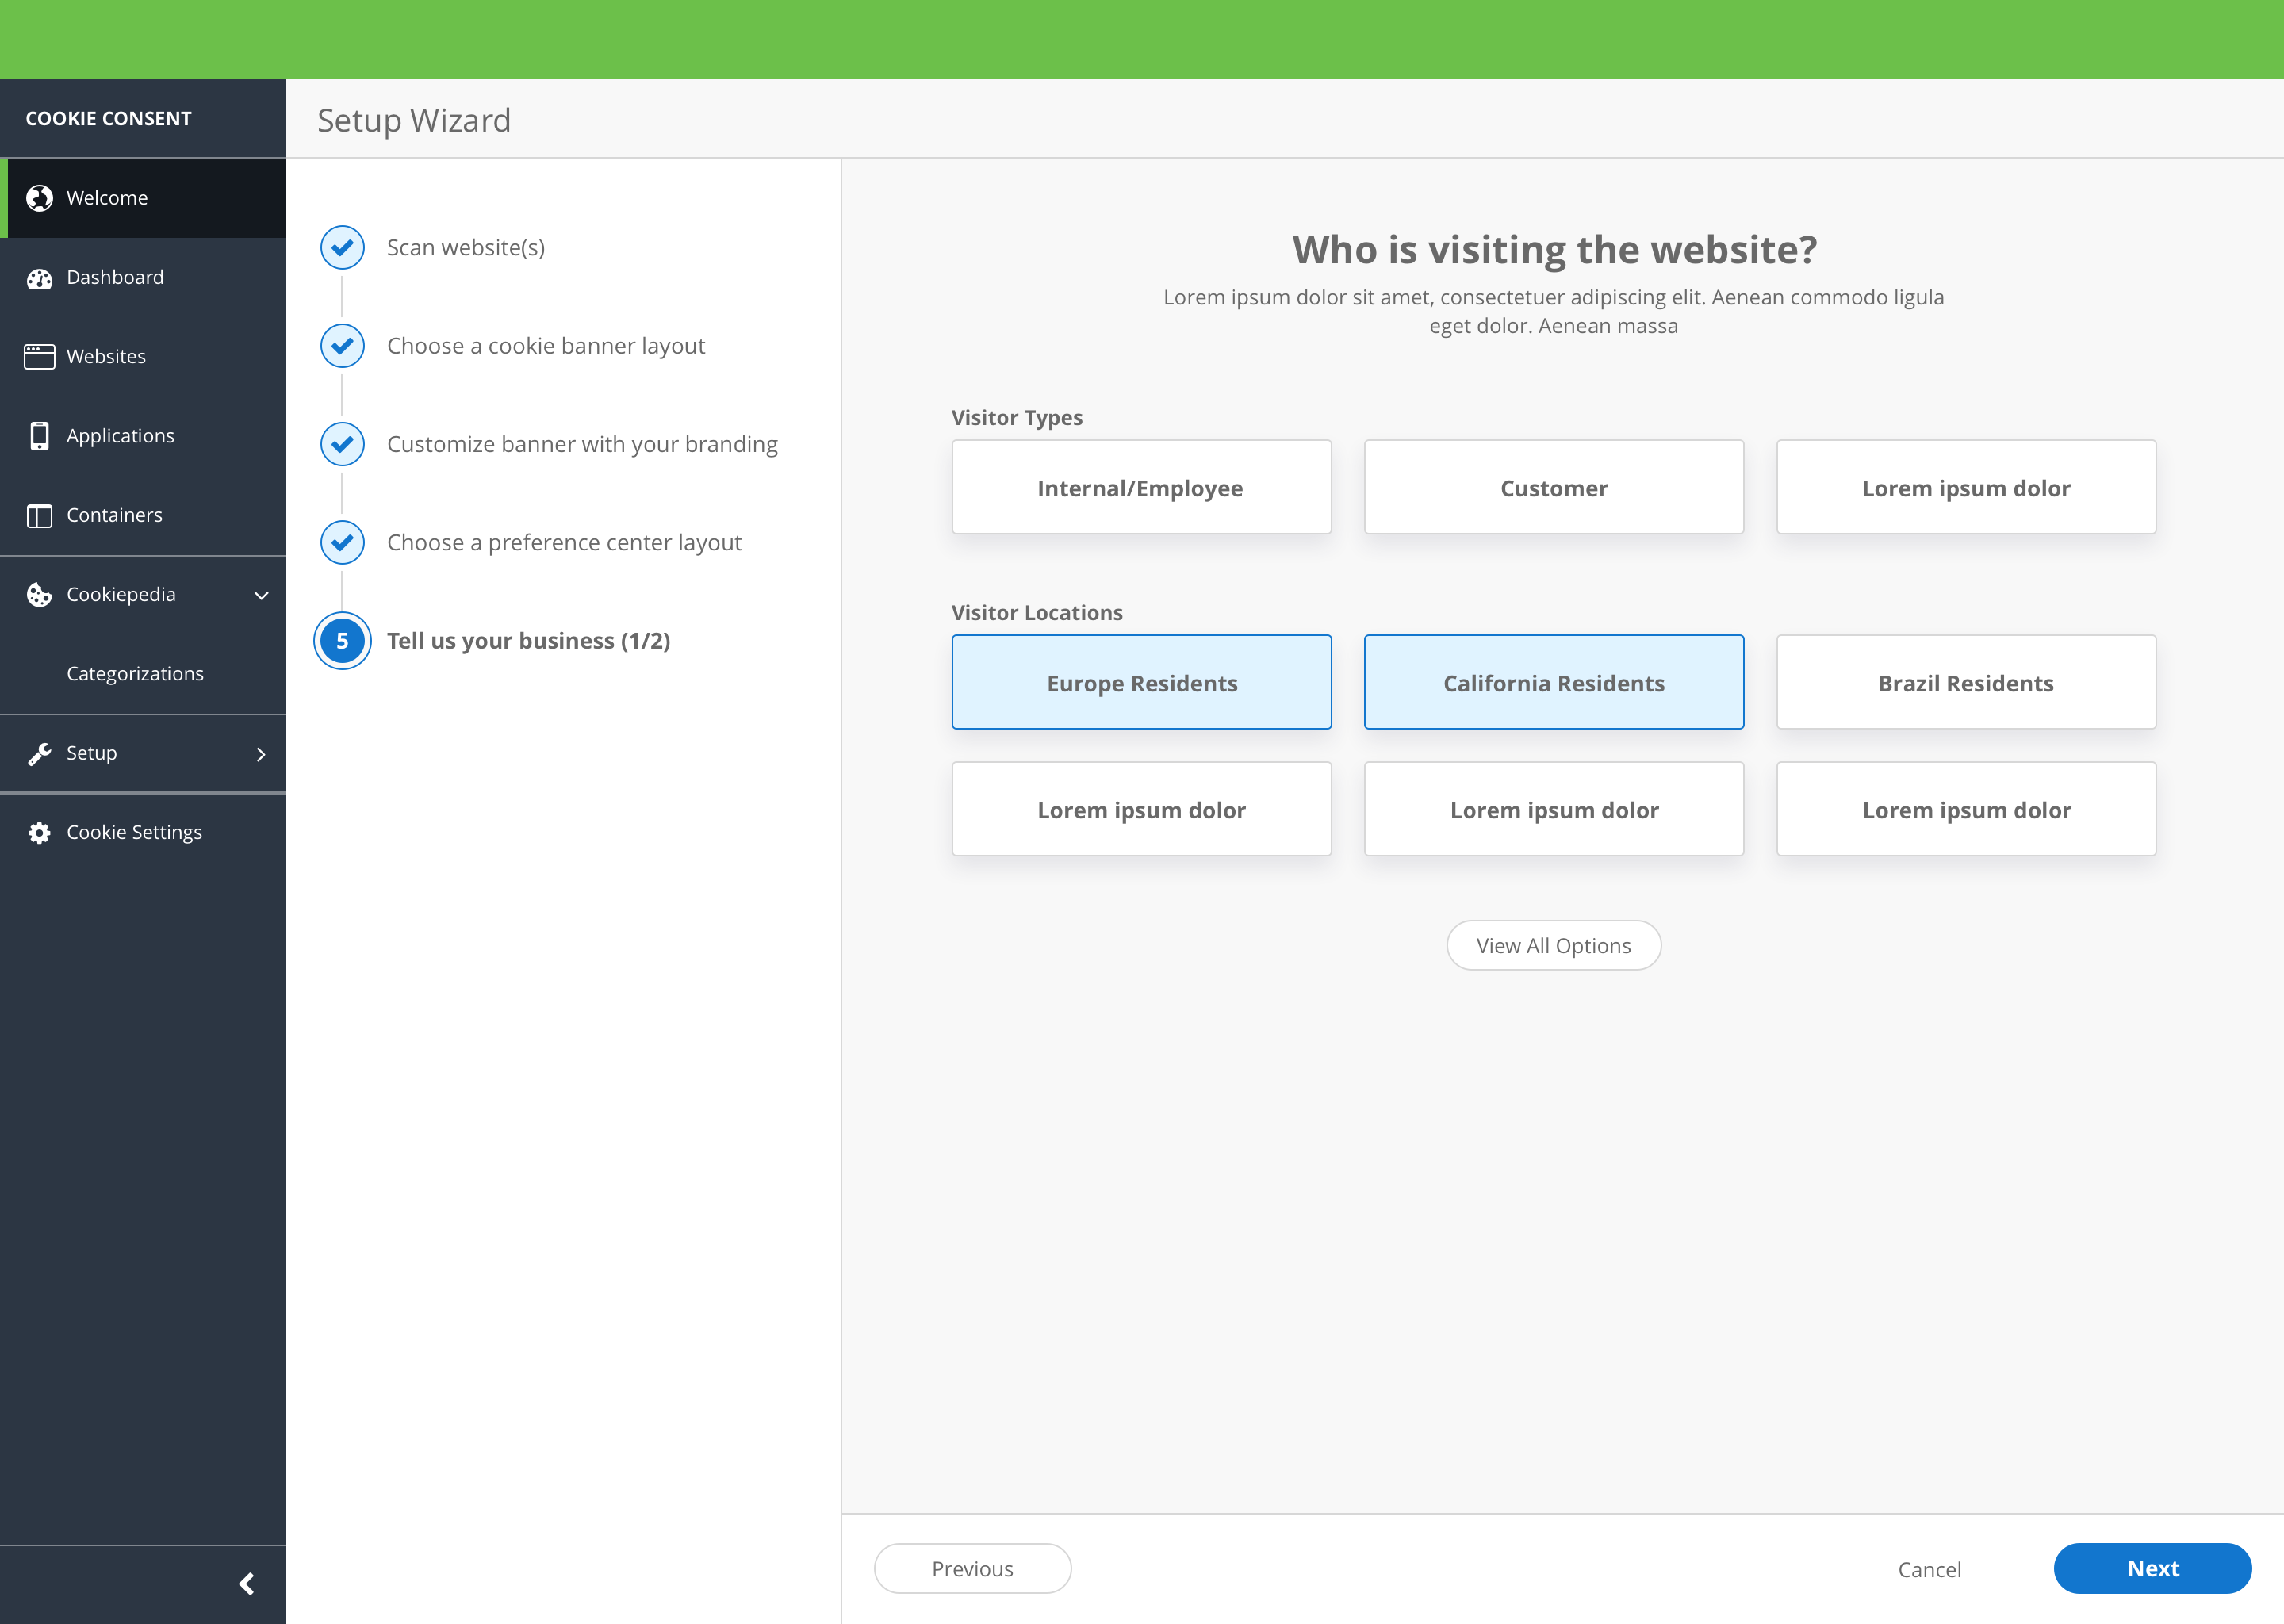 COOKIE CONSENT
Welcome
Dashboard
Websites
Applications
Containers
Cookiepedia
Categorizations
Setup
Cookie Settings
Setup Wizard
Scan website(s)
Choose a cookie banner layout
Customize banner with your branding
Choose a preference center layout
5 Tell us your business (1/2)
Who is visiting the website?
Lorem ipsum dolor sit amet, consectetuer adipiscing elit. Aenean commodo ligula
eget dolor. Aenean massa
Visitor Types
Internal/Employee Customer Lorem ipsum dolor
Visitor Locations
Europe Residents California Residents Brazil Residents
Lorem ipsum dolor Lorem ipsum dolor Lorem ipsum dolor
View All Options
Previous Cancel Next